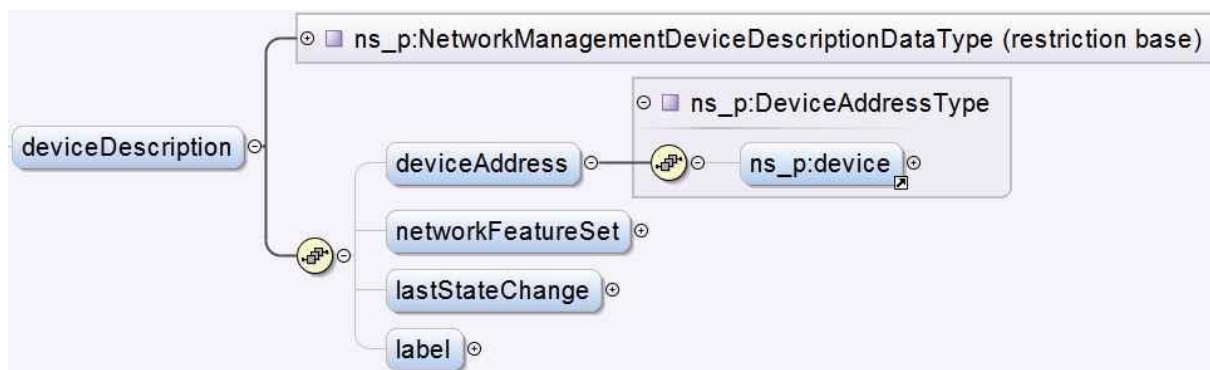 ns_p:NetworkManagementDeviceDescriptionDataType (restriction base)
ns_p:DeviceAddressType
deviceDescription
deviceAddress
ns_p:device
networkFeatureSet
lastStateChange
label